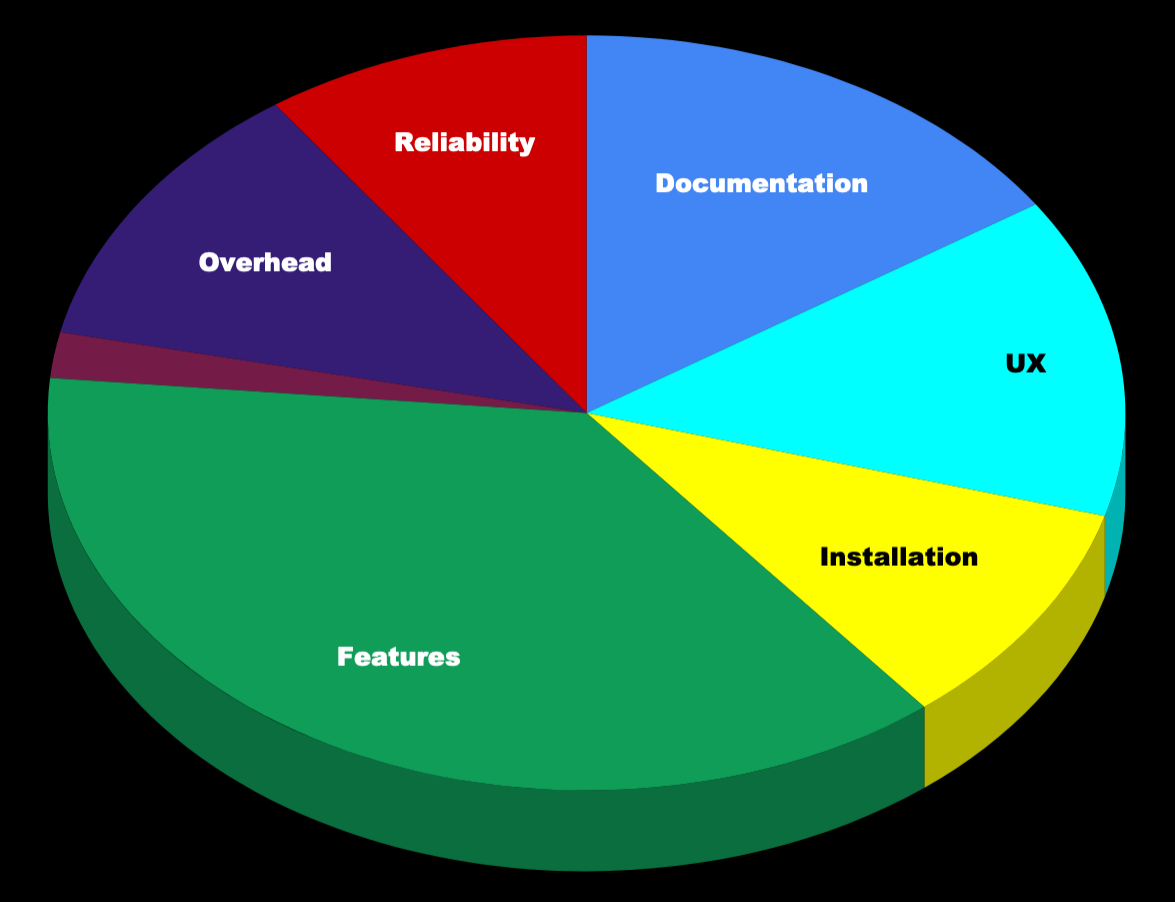 Reliability
Documentation
Overhead
UX
Installation
Features